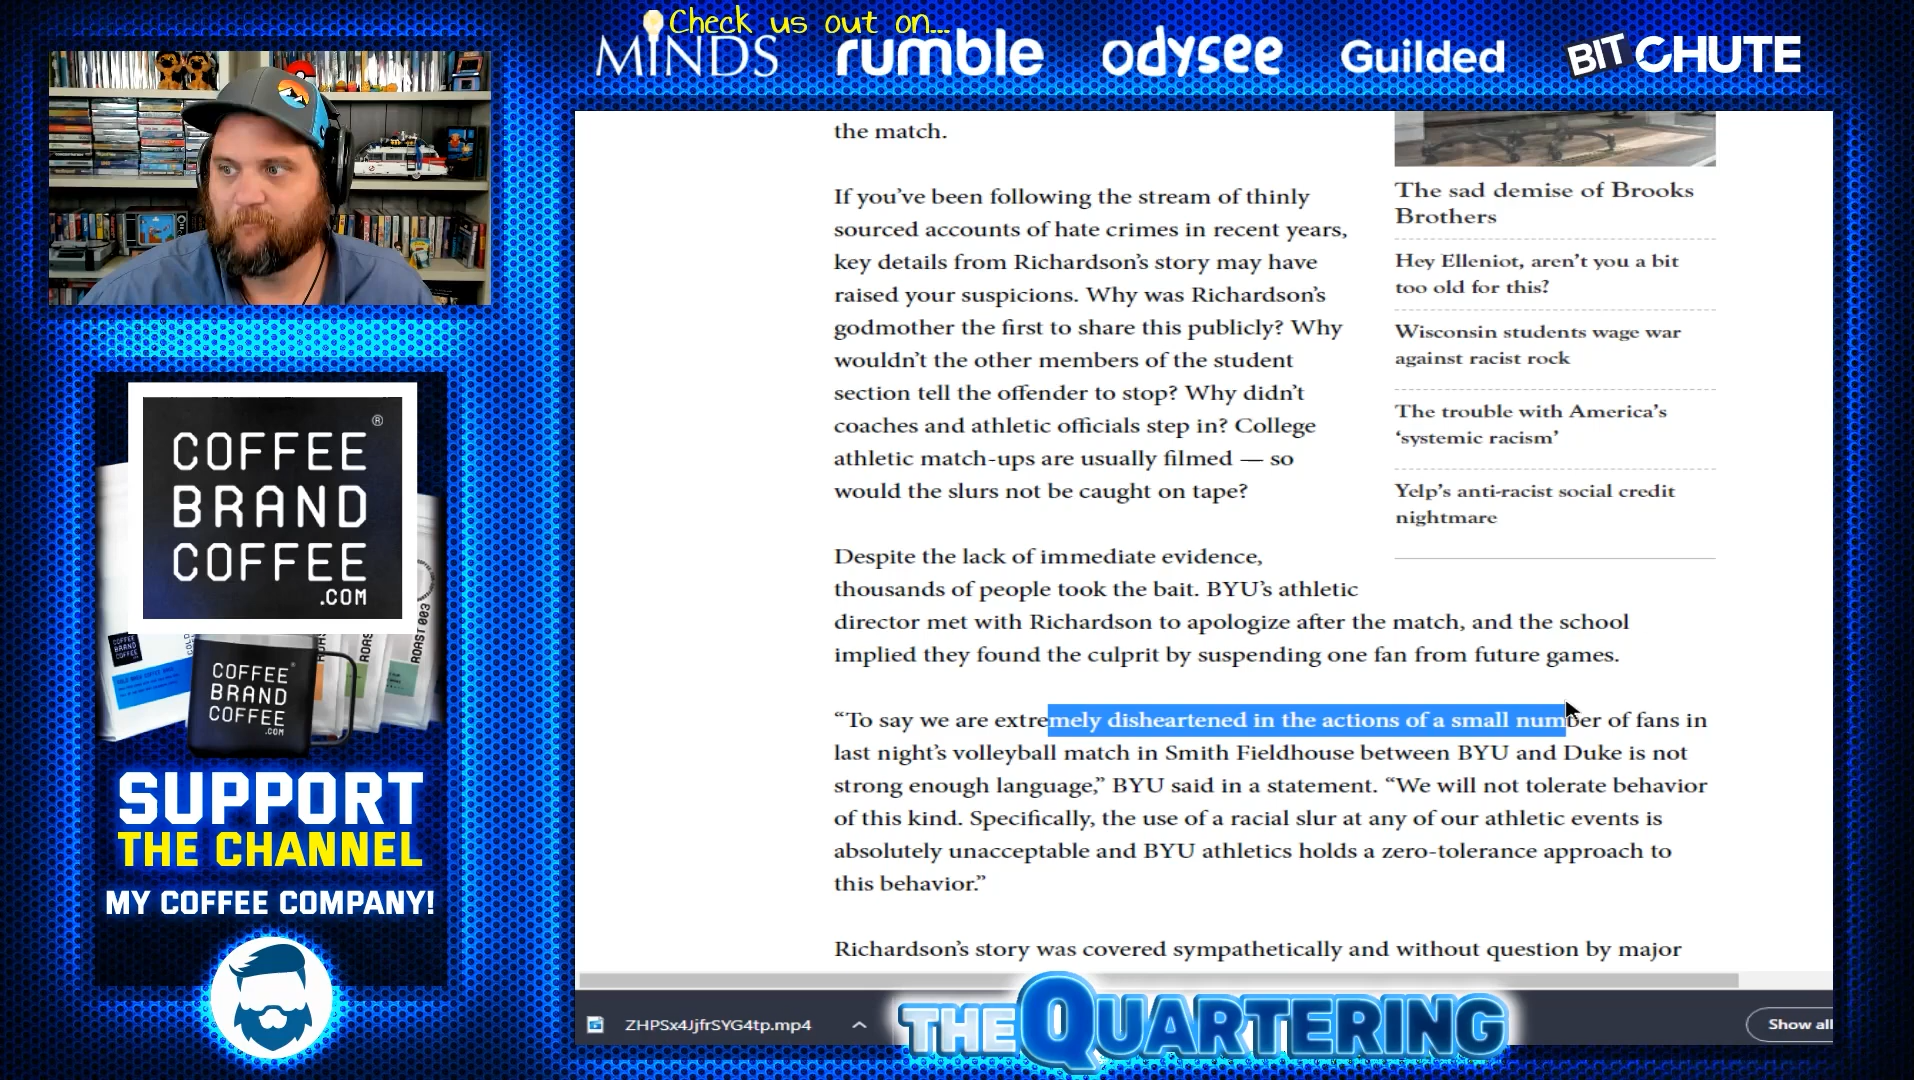 Check us out on...
MINDS
rumble
odysee
Guilded
BITCHUTE
the match.
If you’ve been following the stream of thinly
sourced accounts of hate crimes in recent years,
key details from Richardson’s story may have
raised your suspicions. Why was Richardson’s
godmother the first to share this publicly? Why
wouldn’t the other members of the student
section tell the offender to stop? Why didn’t
coaches and athletic officials step in? College
athletic match-ups are usually filmed — so
would the slurs not be caught on tape?
Despite the lack of immediate evidence,
thousands of people took the bait. BYU’s athletic
director met with Richardson to apologize after the match, and the school
implied they found the culprit by suspending one fan from future games.
“To say we are extremely disheartened in the actions of a small number of fans in
last night’s volleyball match in Smith Fieldhouse between BYU and Duke is not
strong enough language,” BYU said in a statement. “We will not tolerate behavior
of this kind. Specifically, the use of a racial slur at any of our athletic events is
absolutely unacceptable and BYU athletics holds a zero-tolerance approach to
this behavior.”
Richardson’s story was covered sympathetically and without question by major
The sad demise of Brooks
Brothers
Hey Elleniot, aren’t you a bit
too old for this?
Wisconsin students wage war
against racist rock
The trouble with America’s
‘systemic racism’
Yelp’s anti-racist social credit
nightmare
COFFEE ®
BRAND
COFFEE
.COM
ROAST 003
COFFEE
BRAND
COFFEE
COFFEE
BRAND
COFFEE
.COM
SUPPORT
THE CHANNEL
MY COFFEE COMPANY!
ZHPSx4JjfrSYG4tp.mp4
THE QUARTERING
Show all